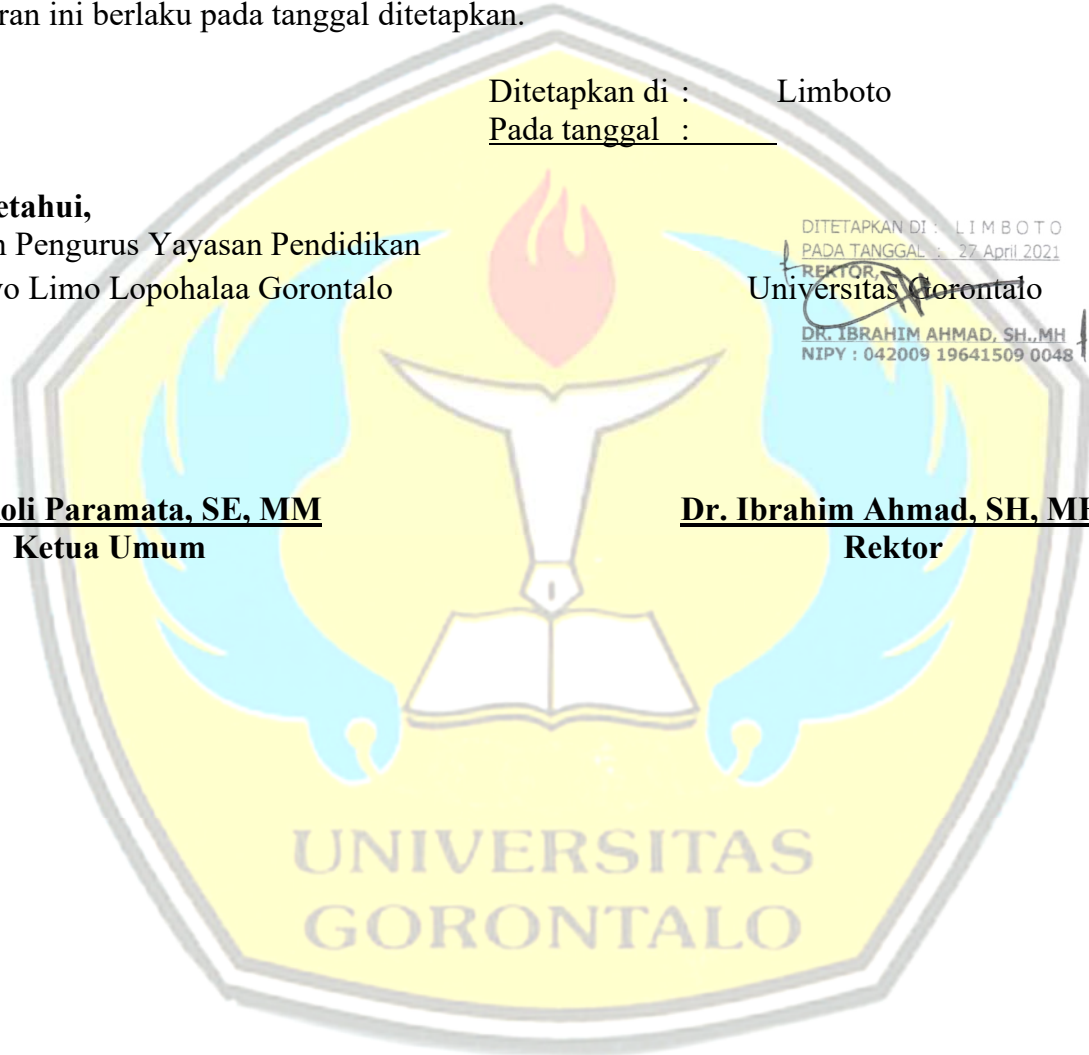 ran ini berlaku pada tanggal ditetapkan.
Ditetapkan di : Limboto
Pada tanggal :
etahui,
n Pengurus Yayasan Pendidikan
yo Limo Lopohalaa Gorontalo
DITETAPKAN DI : LIMBOTO
PADA TANGGAL : 27 April 2021
REKTOR,
Universitas Gorontalo
DR. IBRAHIM AHMAD, SH.,MH
NIPY : 042009 19641509 0048
oli Paramata, SE, MM
Ketua Umum
Dr. Ibrahim Ahmad, SH, MH
Rektor
UNIVERSITAS
GORONTALO